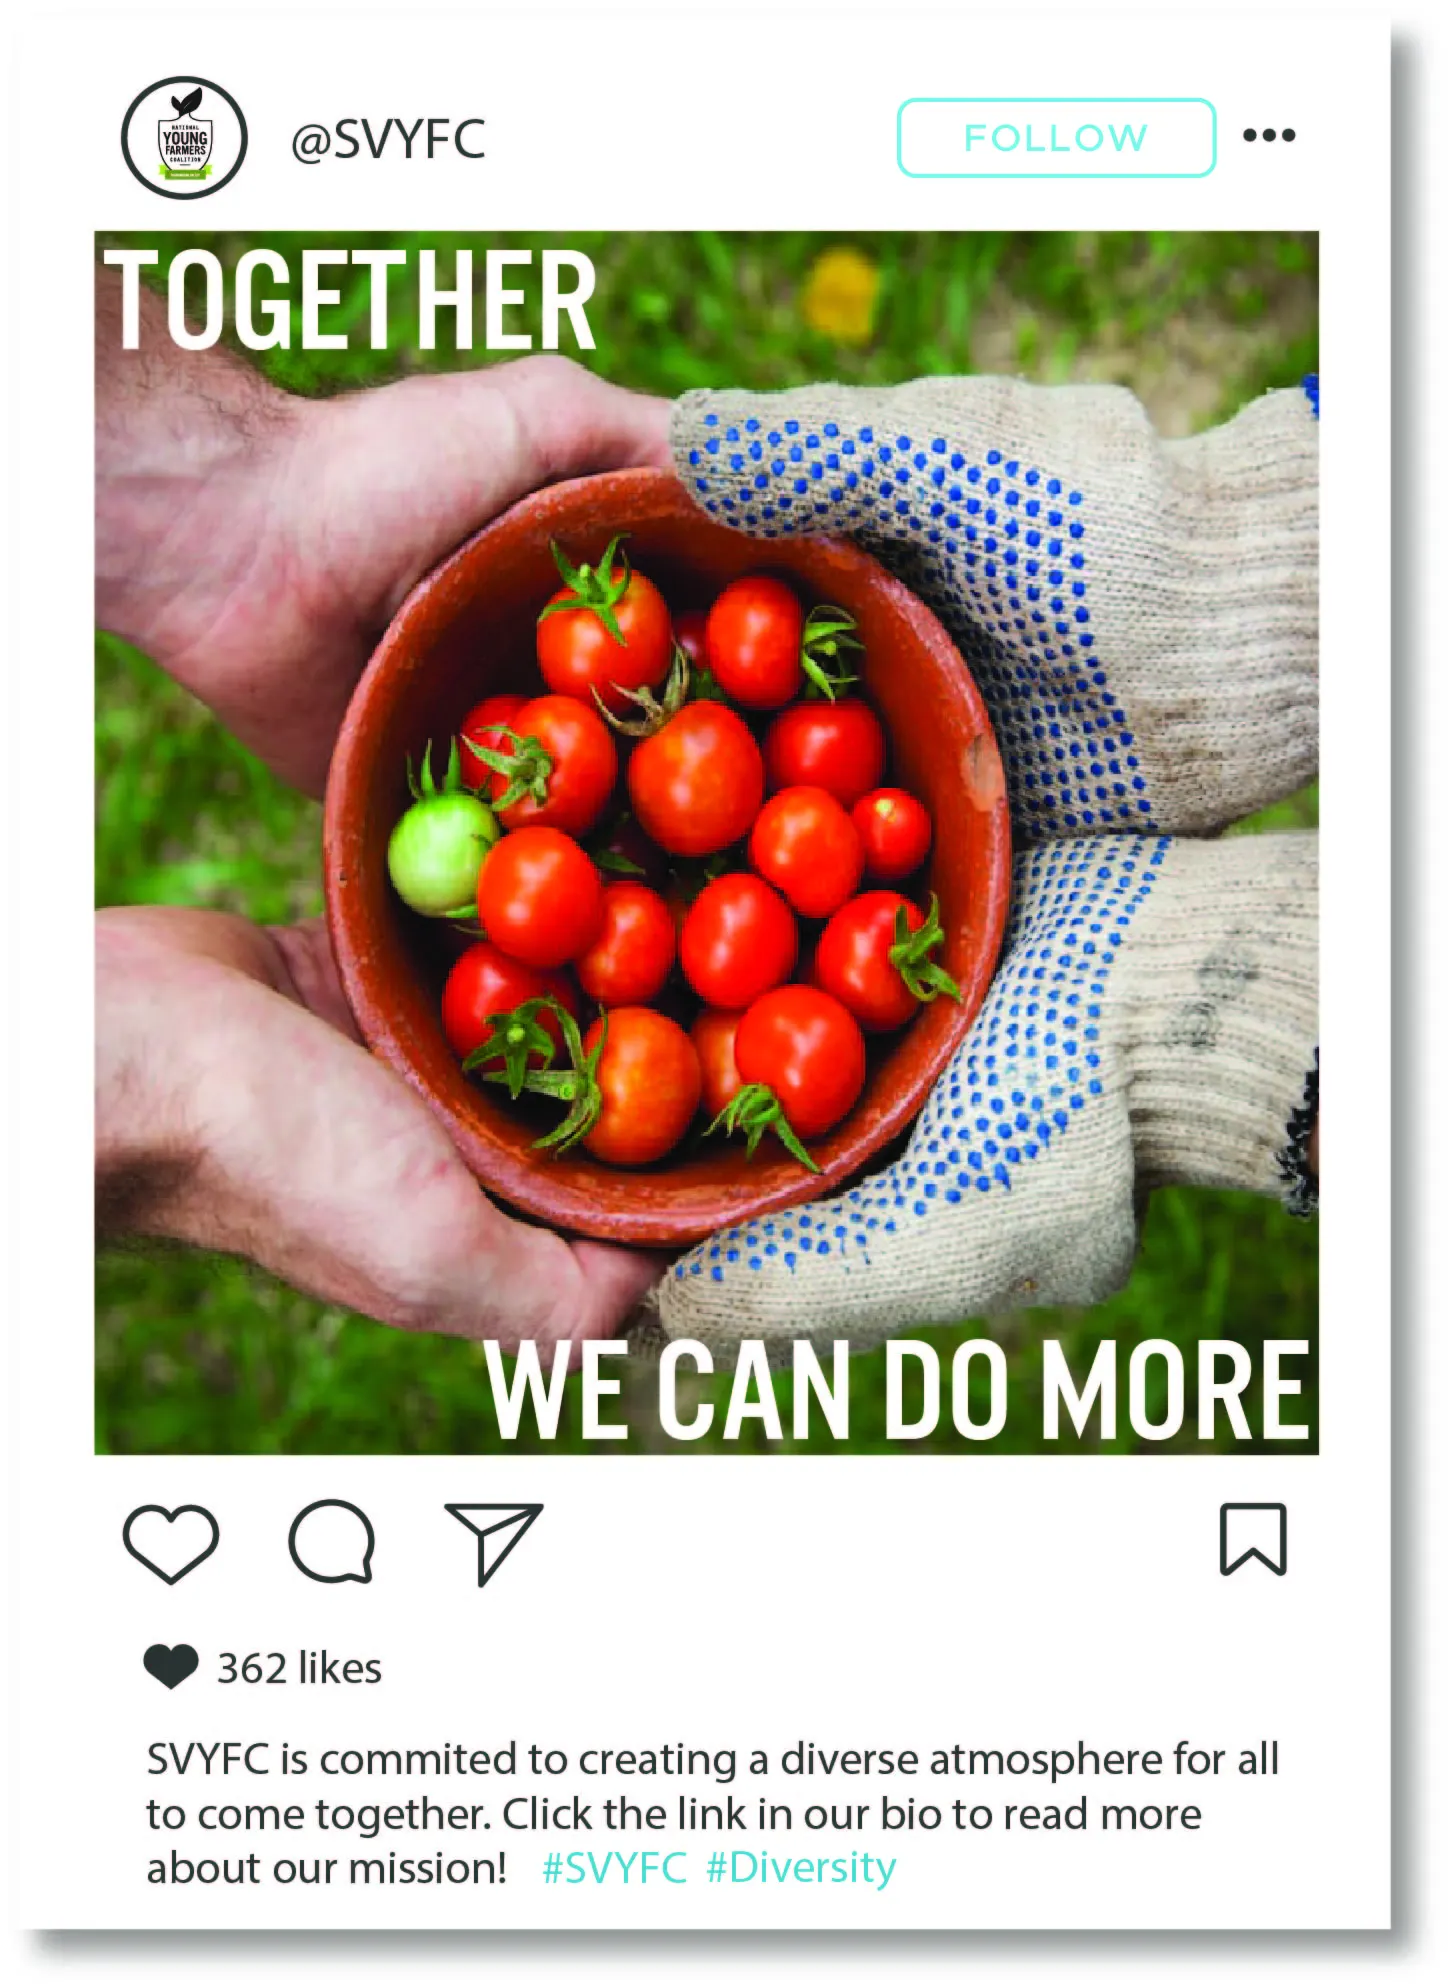 NATIONAL
YOUNG
FARMERS
COALITION
@SVYFC
FOLLOW
TOGETHER
WE CAN DO MORE
362 likes
SVYFC is commited to creating a diverse atmosphere for all
to come together. Click the link in our bio to read more
about our mission! #SVYFC #Diversity